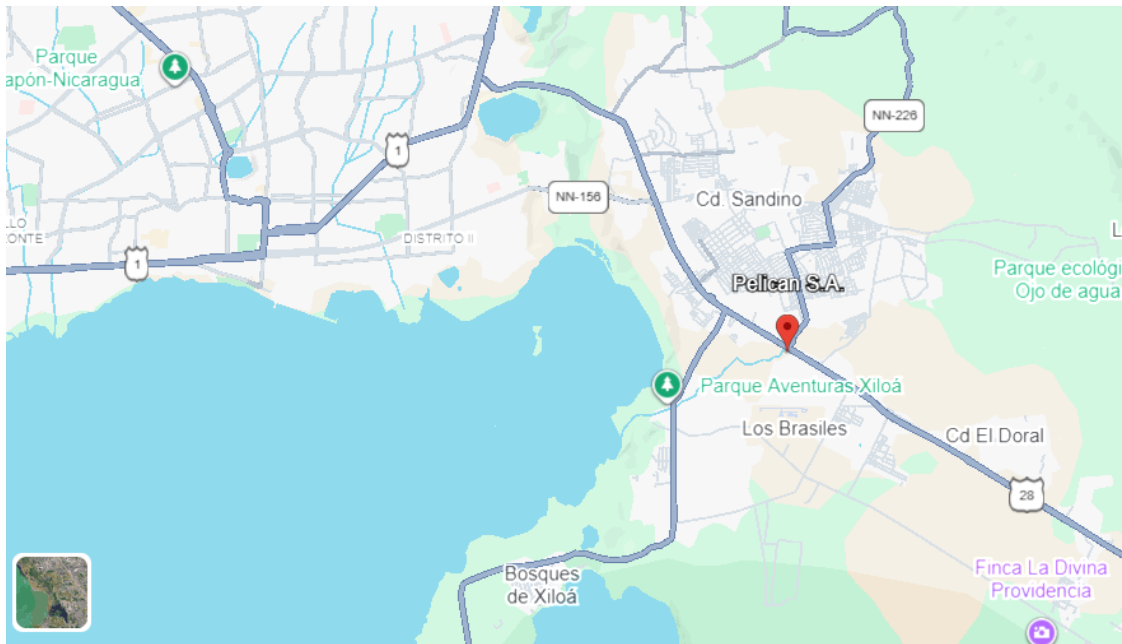 Parque
apón-Nicaragua
1
NN-226
NN-156
Cd. Sandino
LLO
ONTE
DISTRITO II
1
L
Pelican S.A.
Parque ecológi
Ojo de agua
Parque Aventuras Xiloá
Los Brasiles
Cd El Doral
28
Bosques
de Xiloá
Finca La Divina
Providencia